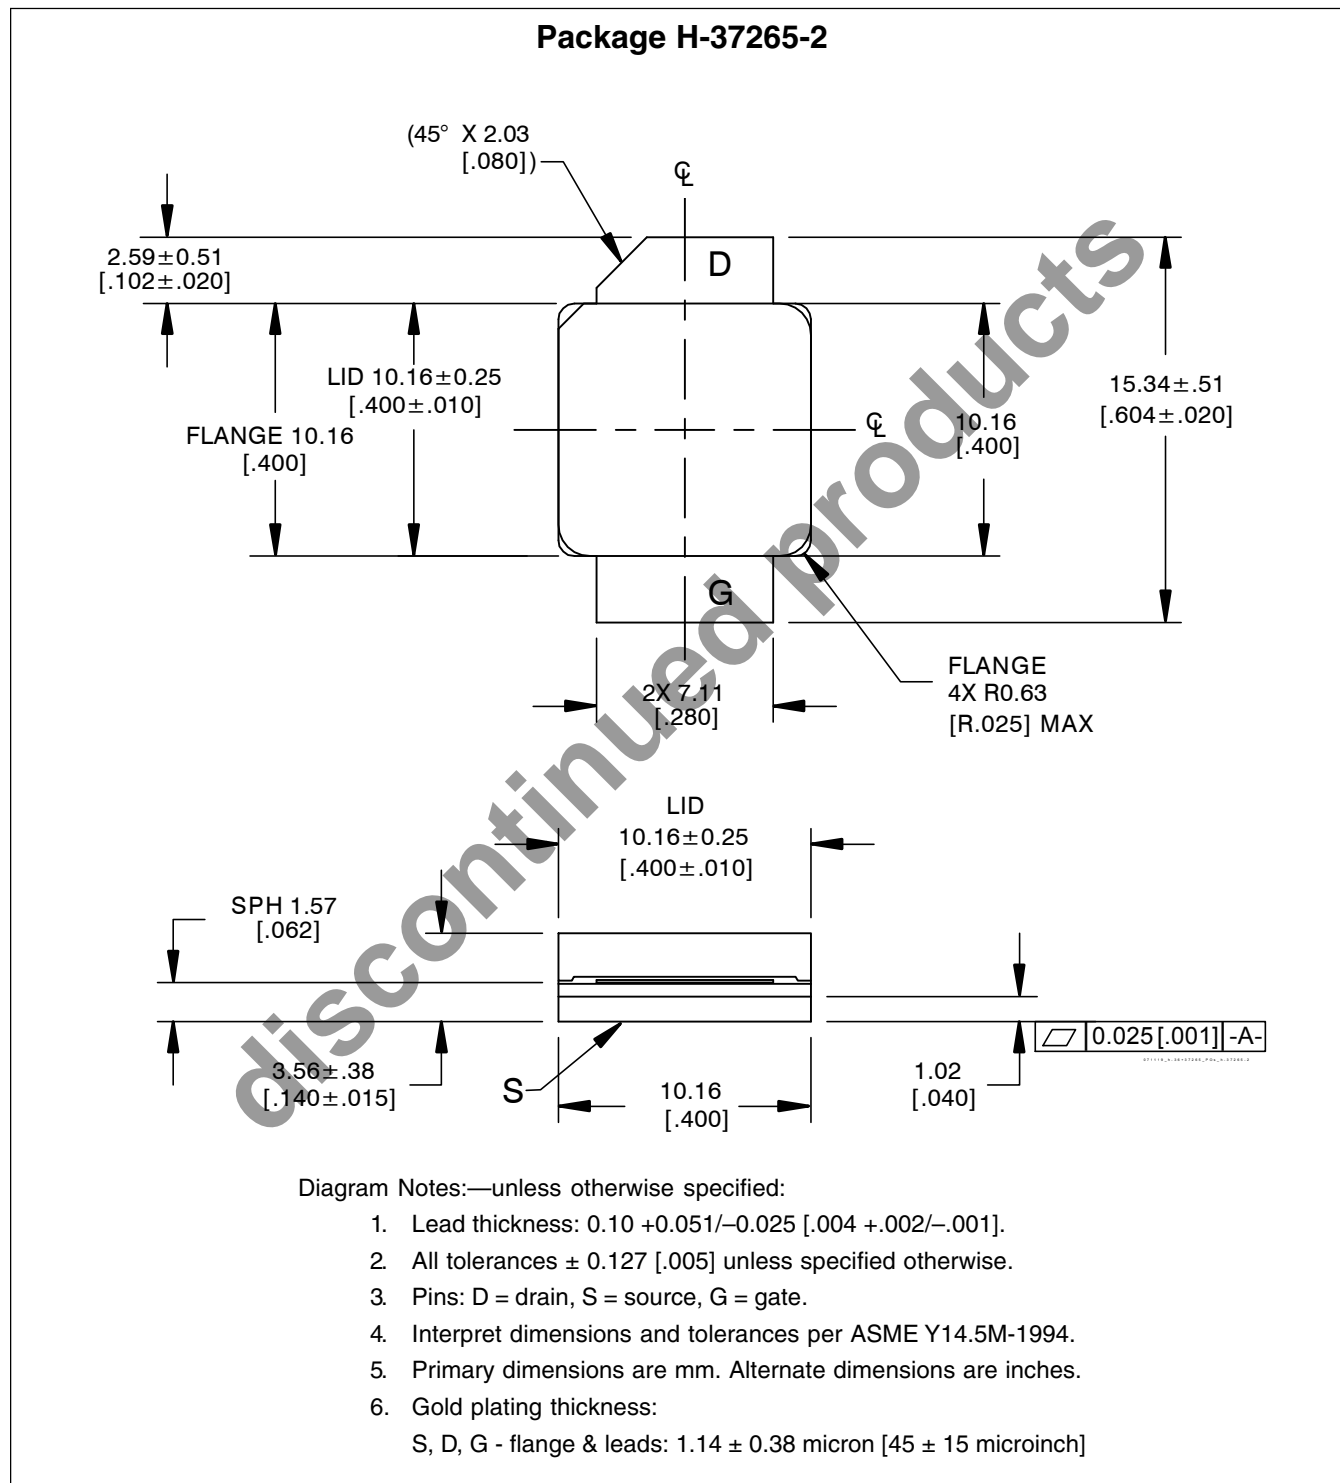 Package H-37265-2
(45° X 2.03
[.080])
℄
2.59±0.51
[.102±.020]
D
LID 10.16±0.25
[.400±.010]
FLANGE 10.16
[.400]
℄
10.16
[.400]
15.34±.51
[.604±.020]
G
2X 7.11
[.280]
FLANGE
4X R0.63
[R.025] MAX
LID
10.16±0.25
[.400±.010]
SPH 1.57
[.062]
3.56±.38
[.140±.015]
S
10.16
[.400]
1.02
[.040]
0.025[.001] -A-
discontinued products
Diagram Notes:—unless otherwise specified:
1. Lead thickness: 0.10 +0.051/–0.025 [.004 +.002/–.001].
2. All tolerances ± 0.127 [.005] unless specified otherwise.
3. Pins: D = drain, S = source, G = gate.
4. Interpret dimensions and tolerances per ASME Y14.5M-1994.
5. Primary dimensions are mm. Alternate dimensions are inches.
6. Gold plating thickness:
S, D, G - flange & leads: 1.14 ± 0.38 micron [45 ± 15 microinch]